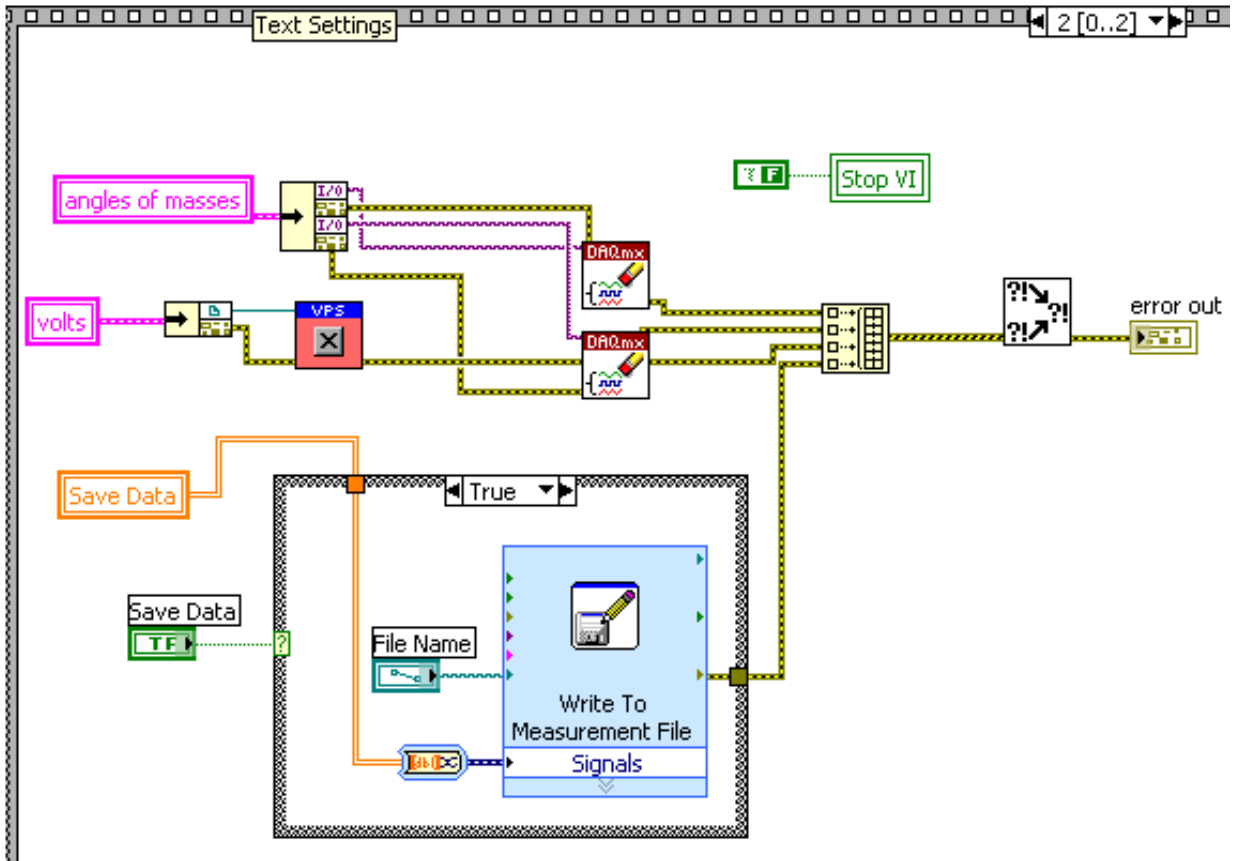 Text Settings
2 [0..2]
angles of masses
I/O
I/O
DAQmx
F
Stop VI
volts
VPS
DAQmx
?!
?!
?!
error out
Save Data
True
Save Data
TF
?
File Name
Write To
Measurement File
Signals